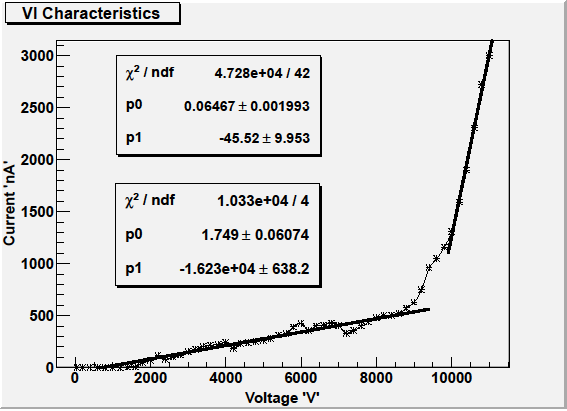 VI Characteristics
χ² / ndf 4.728e+04 / 42
p0 0.06467 ± 0.001993
p1 -45.52 ± 9.953
χ² / ndf 1.033e+04 / 4
p0 1.749 ± 0.06074
p1 -1.623e+04 ± 638.2
Current 'nA'
3000
2500
2000
1500
1000
500
0
0 2000 4000 6000 8000 10000
Voltage 'V'